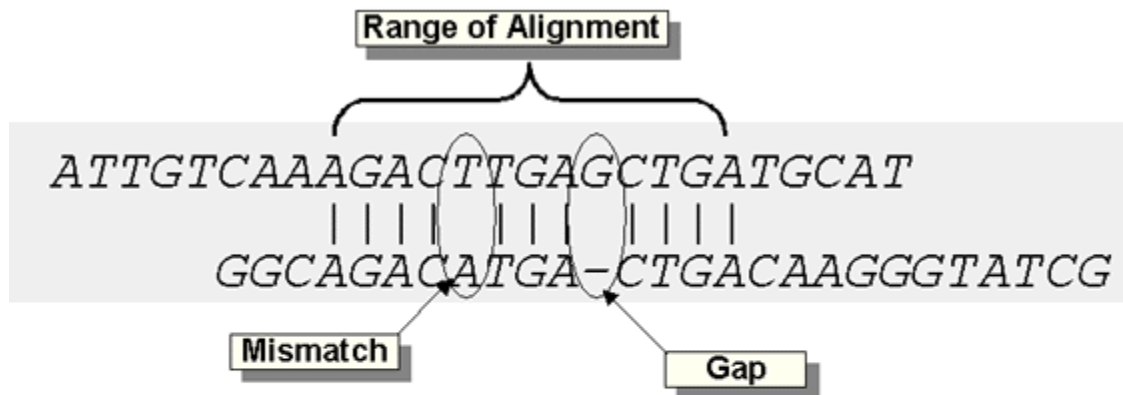 Range of Alignment
ATTGTCAAAGACTTGAGCTGATGCAT
GGCAGACATGA-CTGACAAGGGTATCG
Mismatch
Gap